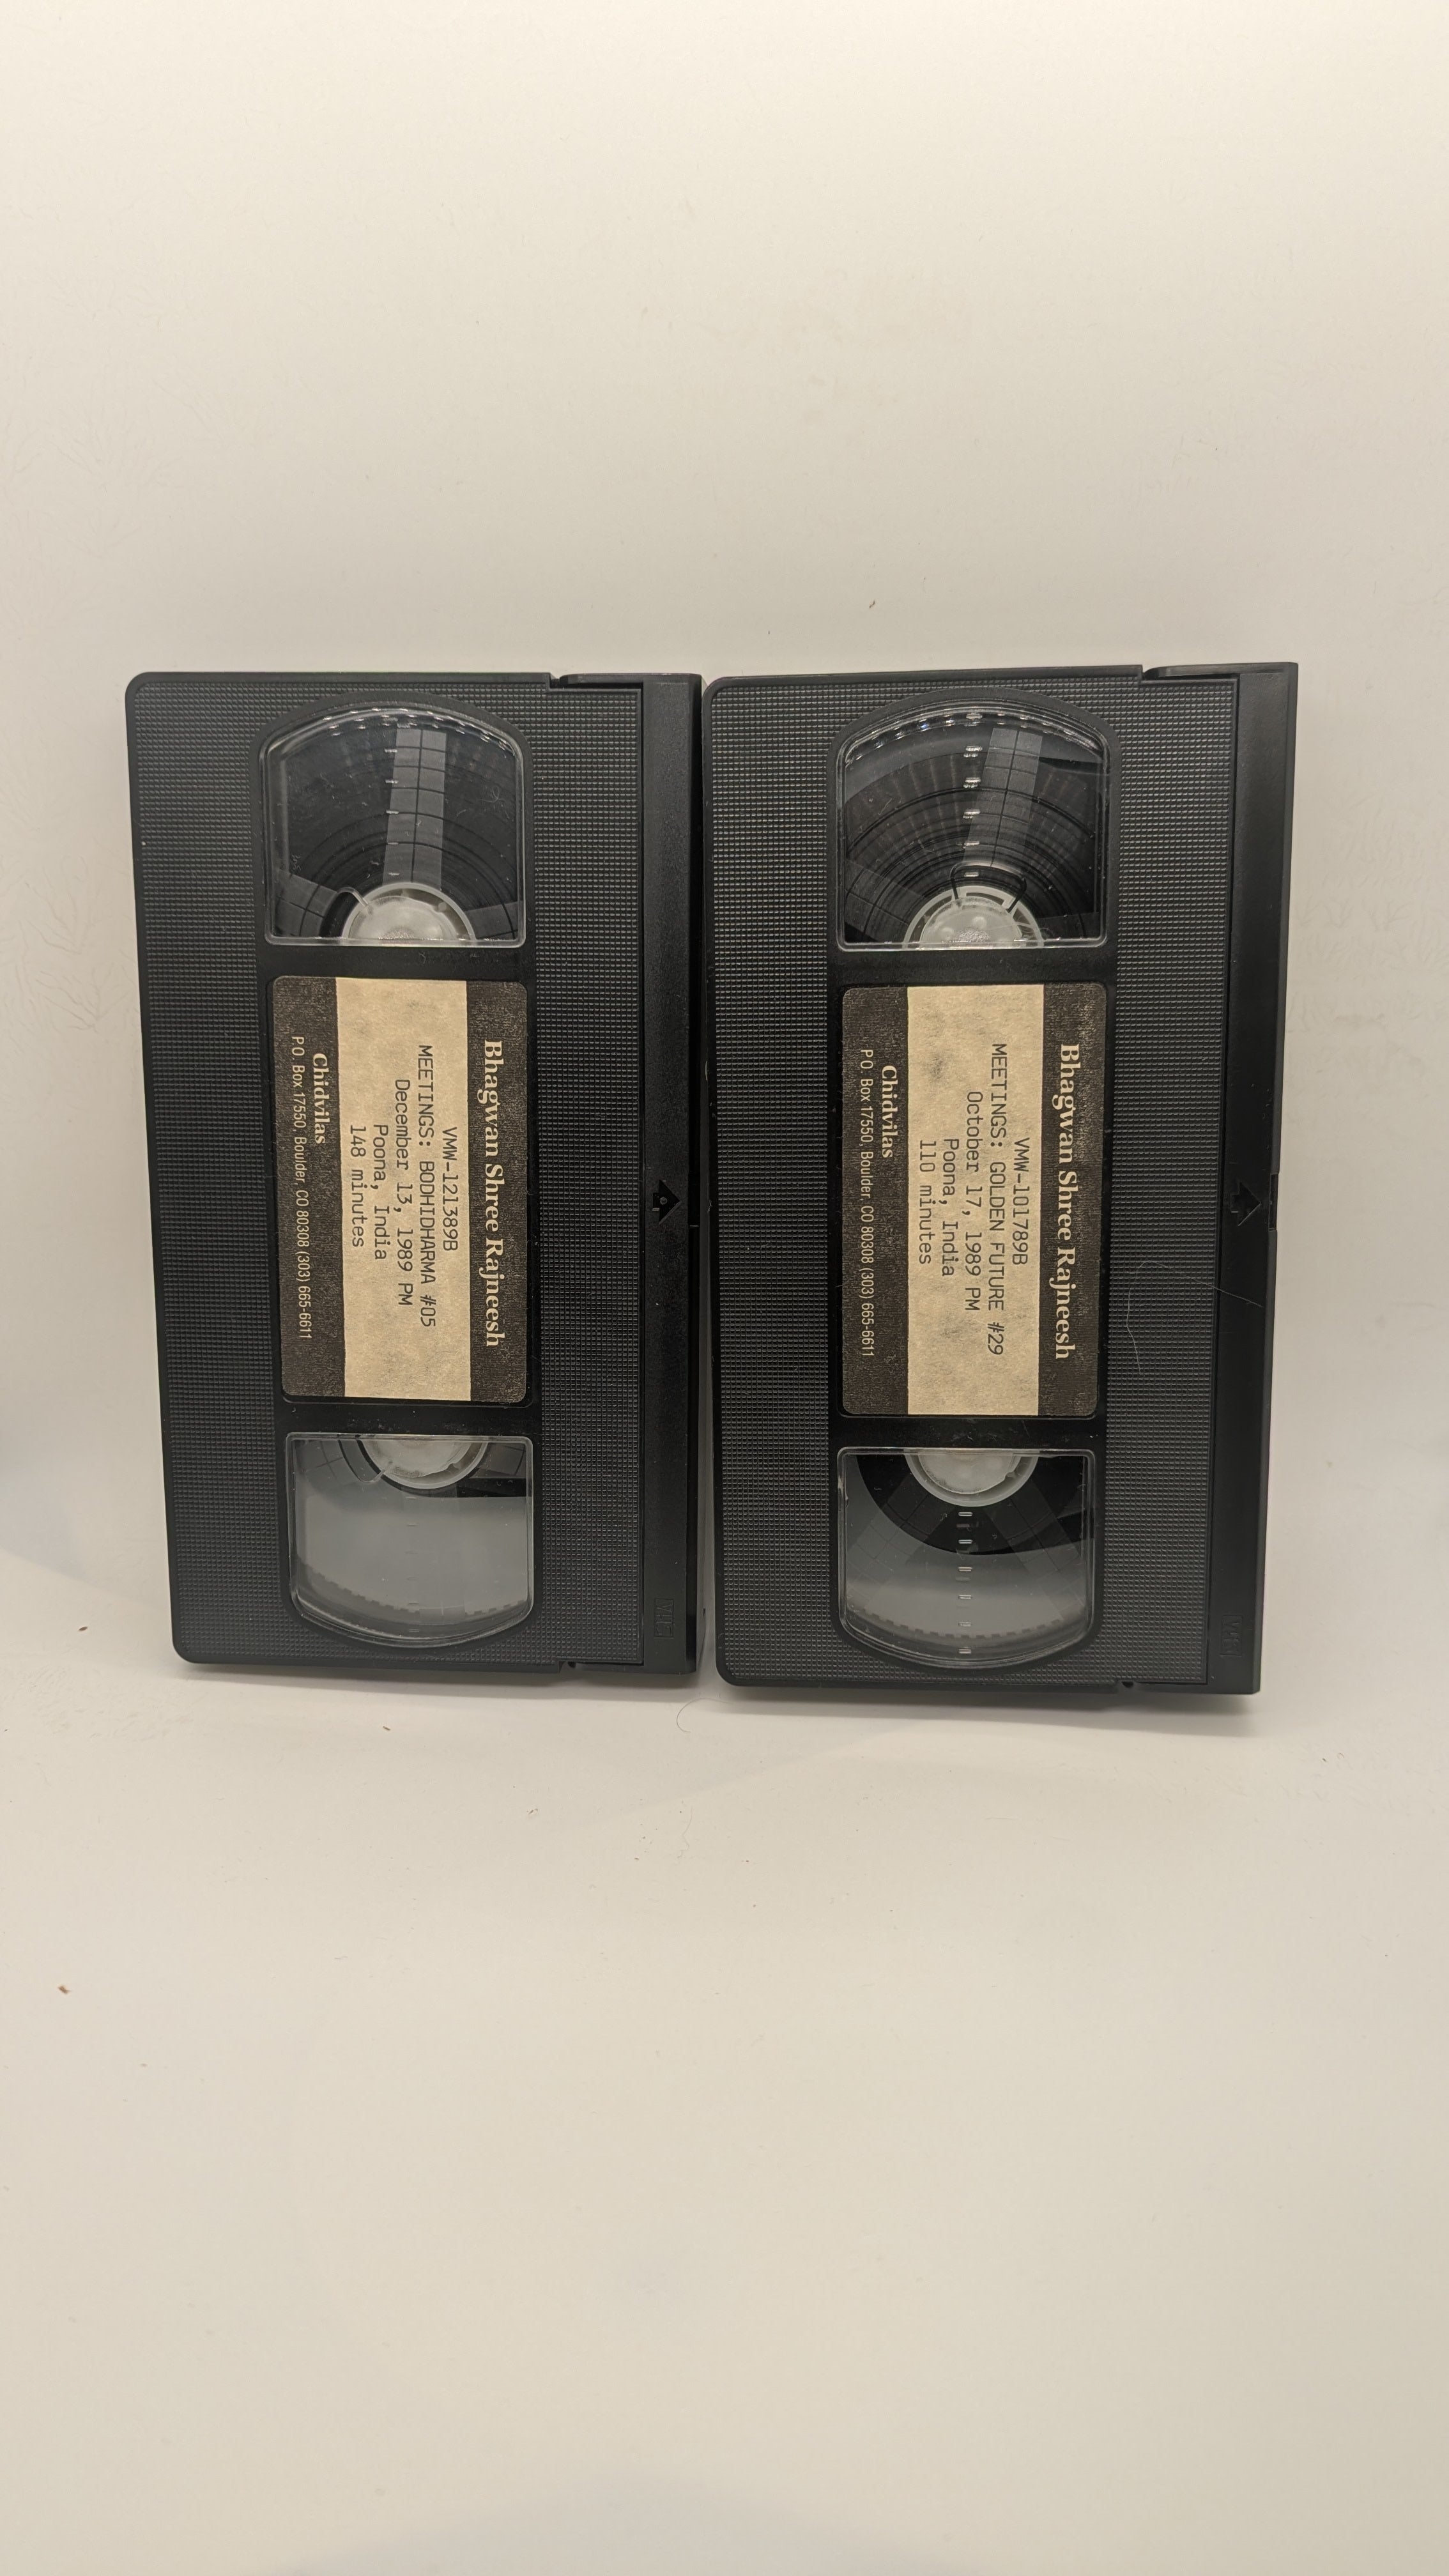 Bhagwan Shree Rajneesh
VMW-121389B
MEETINGS: BODHIDHARMA #05
December 13, 1989 PM
Poona, India
148 minutes
Chidvilas
P.O. Box 17550, Boulder, CO 80308 (303) 665-6611
VHS
Bhagwan Shree Rajneesh
VMW-101789B
MEETINGS: GOLDEN FUTURE #29
October 17, 1989 PM
Poona, India
110 minutes
Chidvilas
P.O. Box 17550, Boulder, CO 80308 (303) 665-6611
VHS